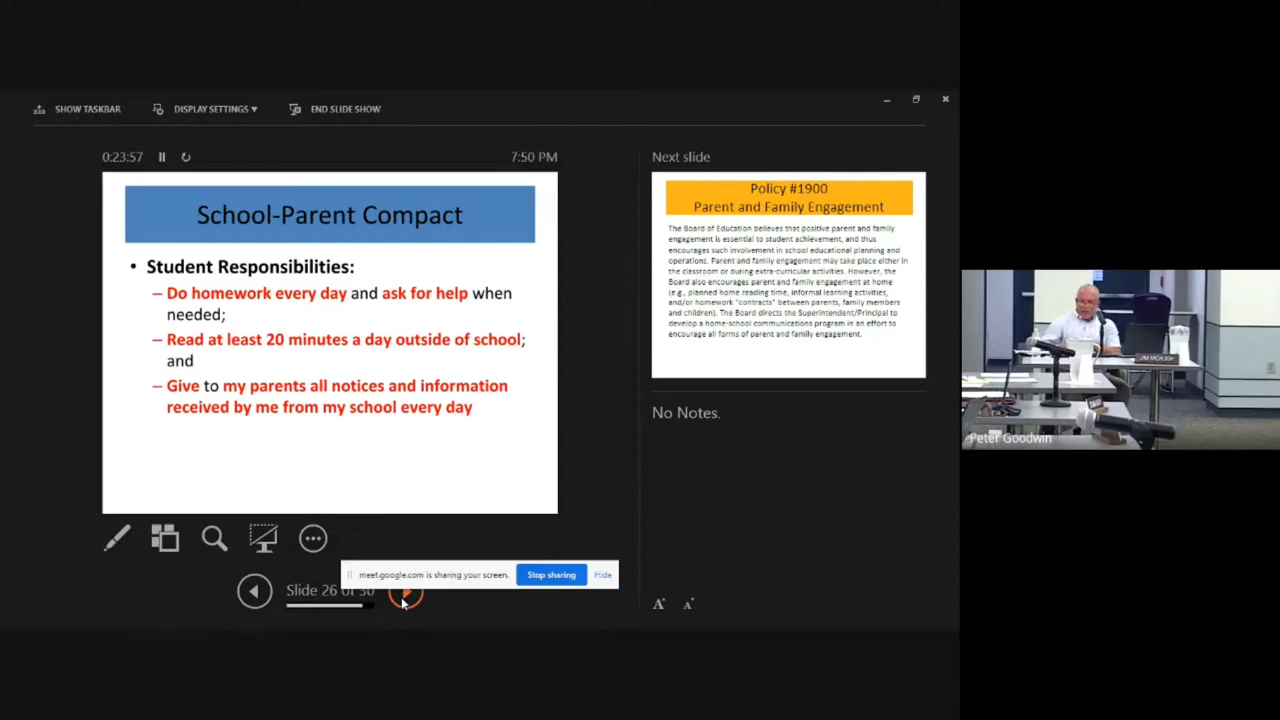 SHOW TASKBAR
DISPLAY SETTINGS ▼
END SLIDE SHOW
0:23:57
7:50 PM
School-Parent Compact
• Student Responsibilities:
– Do homework every day and ask for help when
needed;
– Read at least 20 minutes a day outside of school;
and
– Give to my parents all notices and information
received by me from my school every day
Next slide
Policy #1900
Parent and Family Engagement
The Board of Education believes that positive parent and family
engagement is essential to student achievement, and thus
encourages such involvement in school educational planning and
operations. Parent and family engagement may take place either in
the classroom or during extra-curricular activities. However, the
Board also encourages parent and family engagement at home
(e.g., planned home reading time, informal learning activities,
and/or homework "contracts" between parents, family members
and children). The Board directs the Superintendent/Principal to
develop a home-school communications program in an effort to
encourage all forms of parent and family engagement.
No Notes.
meet.google.com is sharing your screen.
Stop sharing
Hide
Slide 26 of 30
A
A
JIM
Peter Goodwin